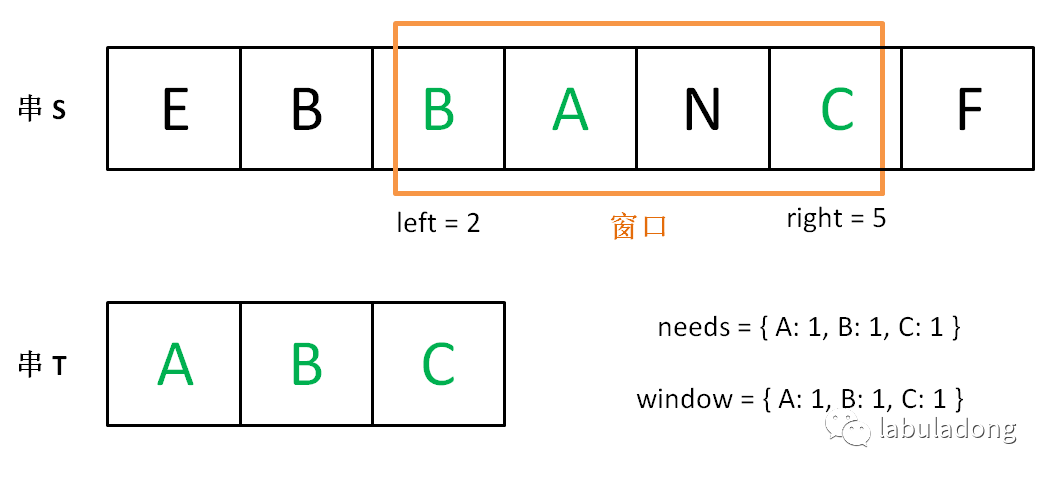 串 S E B B A N C F
left = 2 窗口 right = 5
串 T A B C
needs = { A: 1, B: 1, C: 1 }
window = { A: 1, B: 1, C: 1 }
labuladong